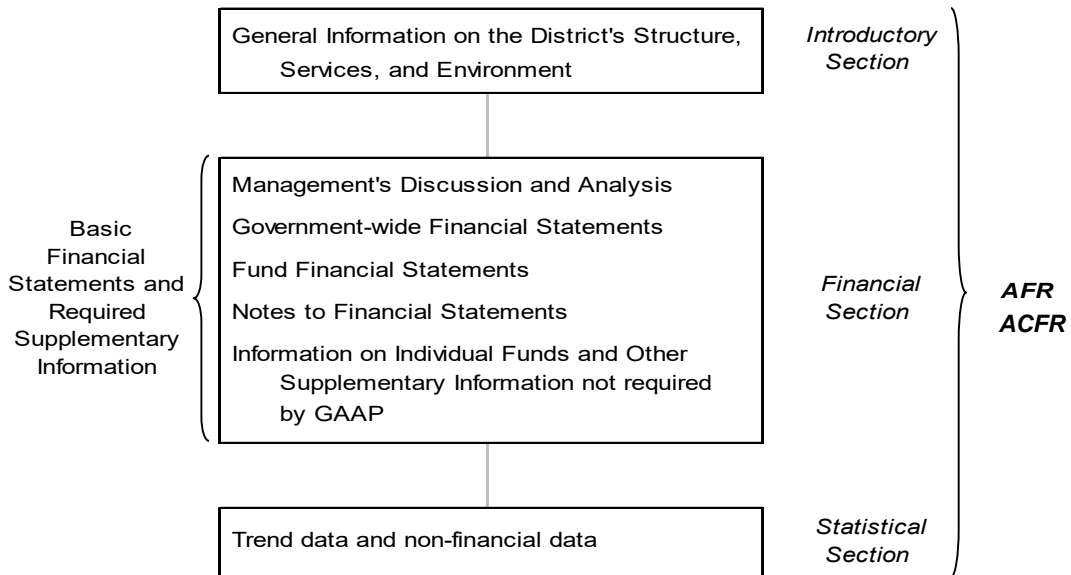 General Information on the District's Structure,
Services, and Environment
Introductory
Section
Basic
Financial
Statements and
Required
Supplementary
Information
Management's Discussion and Analysis
Government-wide Financial Statements
Fund Financial Statements
Notes to Financial Statements
Information on Individual Funds and Other
Supplementary Information not required
by GAAP
Financial
Section
AFR
ACFR
Trend data and non-financial data
Statistical
Section